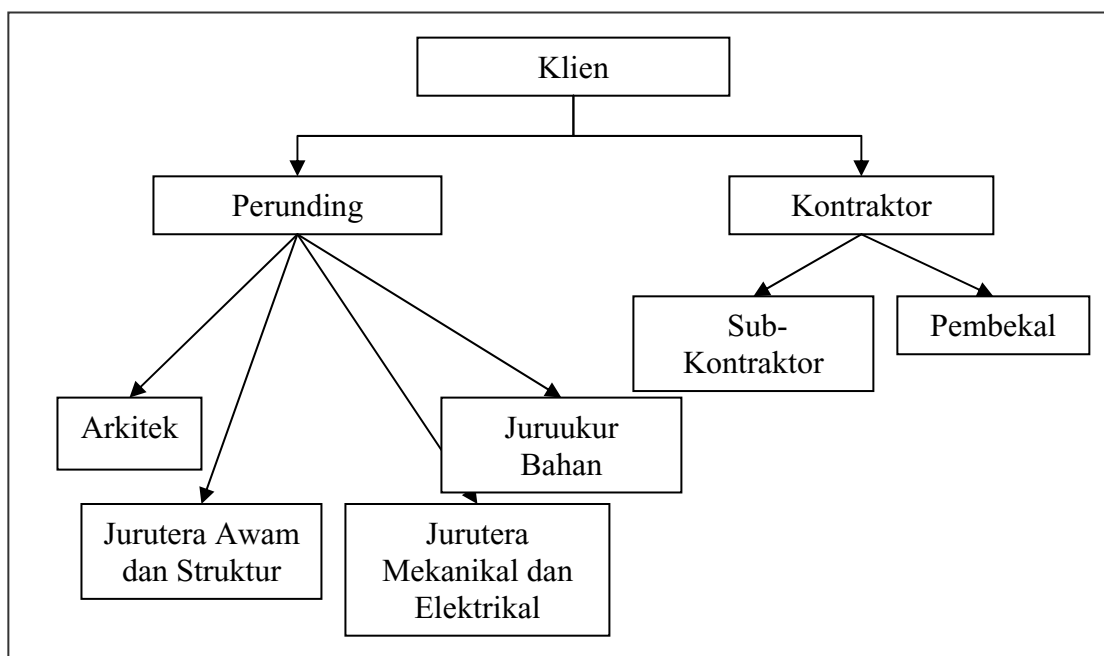 Klien
Perunding
Kontraktor
Sub-
Kontraktor
Pembekal
Arkitek
Juruukur
Bahan
Jurutera Awam
dan Struktur
Jurutera
Mekanikal dan
Elektrikal